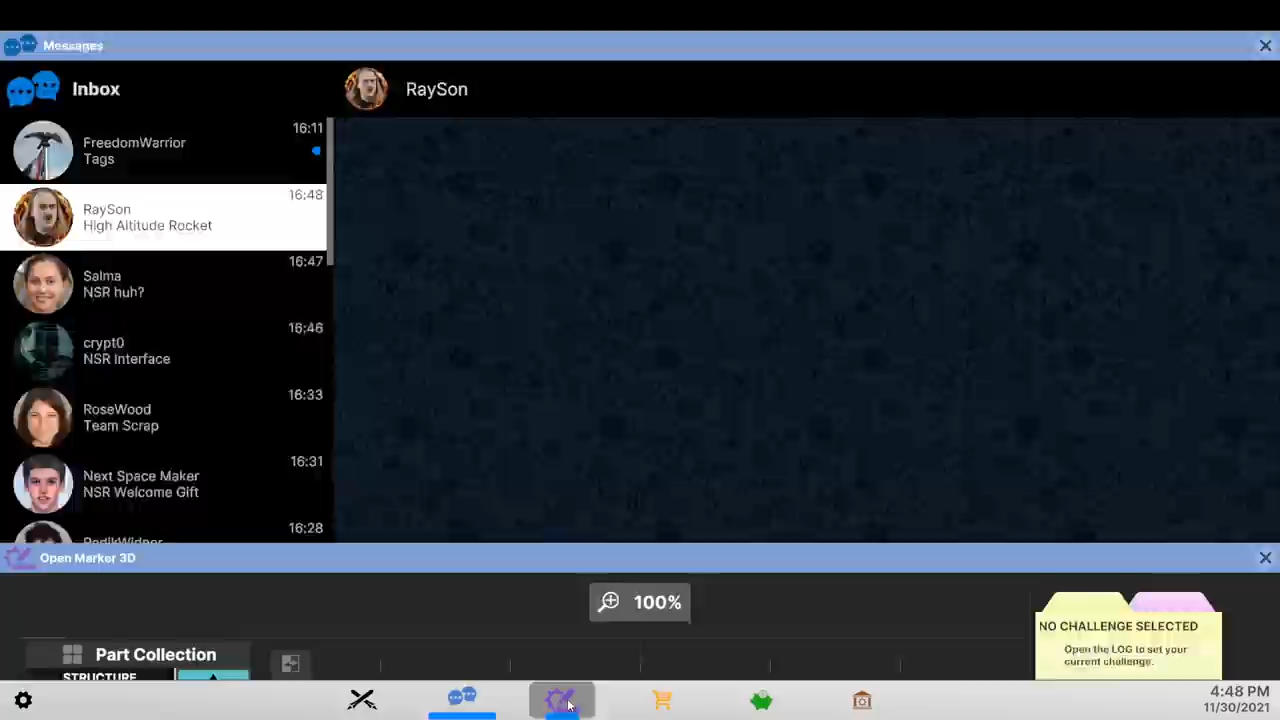 Messages
Inbox
RaySon
FreedomWarrior
Tags
16:11
RaySon
High Altitude Rocket
16:48
Salma
NSR huh?
16:47
crypt0
NSR Interface
16:46
RoseWood
Team Scrap
16:33
Next Space Maker
NSR Welcome Gift
16:31
16:28
Open Marker 3D
100%
NO CHALLENGE SELECTED
Open the LOG to set your
current challenge.
Part Collection
STRUCTURE
4:48 PM
11/30/2021